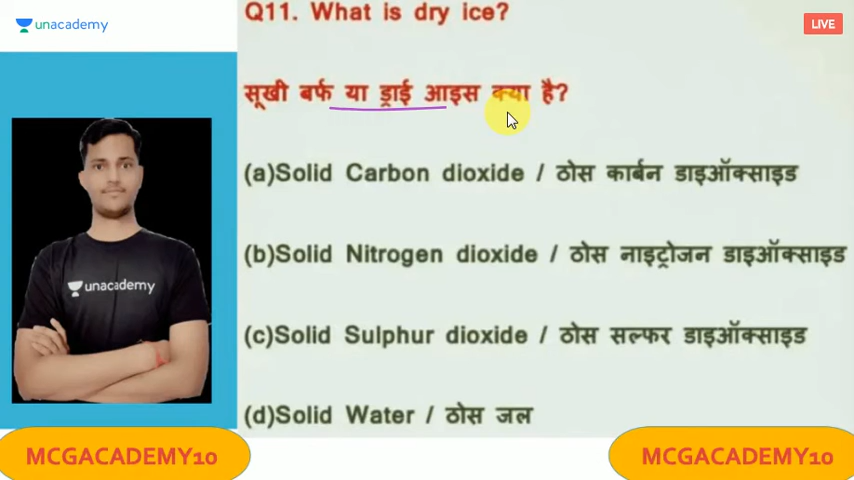 unacademy
LIVE
Q11. What is dry ice?
सूखी बर्फ या ड्राई आइस क्या है?
(a)Solid Carbon dioxide / ठोस कार्बन डाइऑक्साइड
(b)Solid Nitrogen dioxide / ठोस नाइट्रोजन डाइऑक्साइड
(c)Solid Sulphur dioxide / ठोस सल्फर डाइऑक्साइड
(d)Solid Water / ठोस जल
unacademy
MCGACADEMY10
MCGACADEMY10